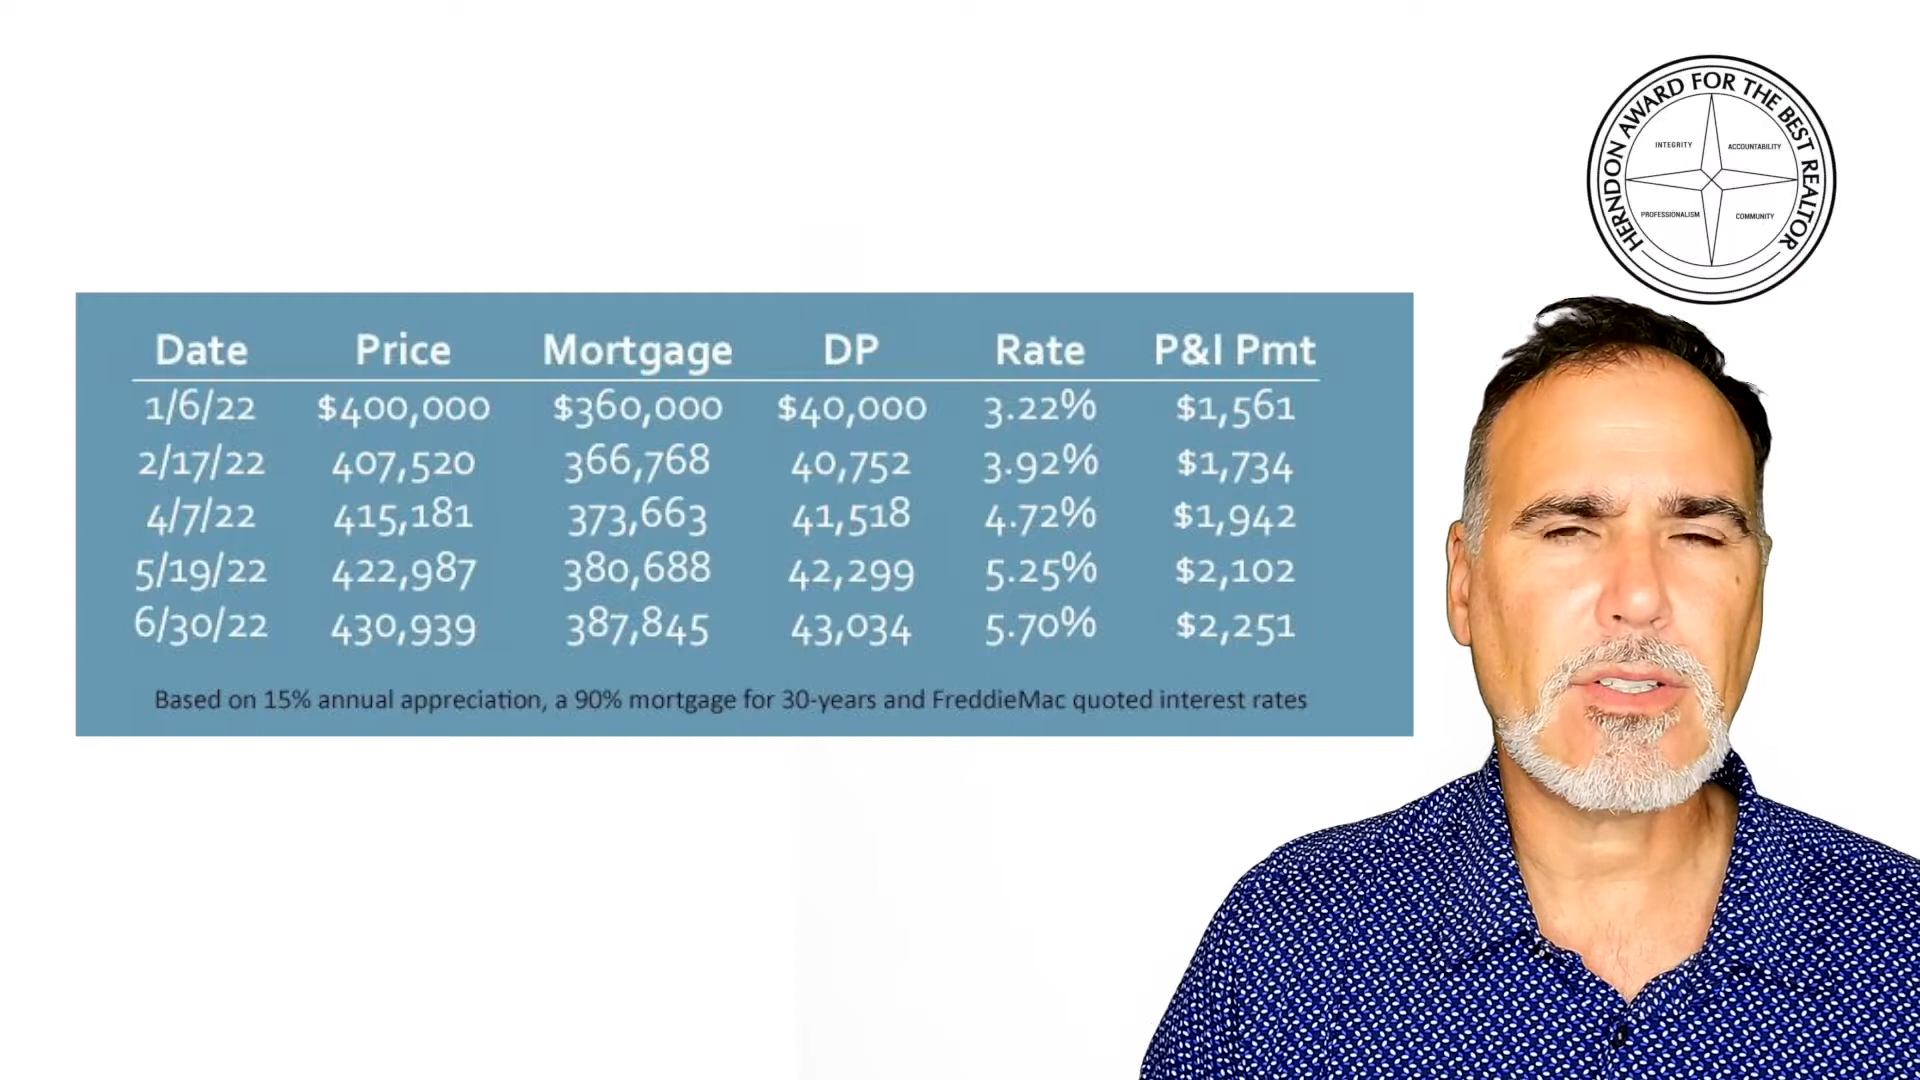 HERNDON AWARD FOR THE BEST REALTOR
INTEGRITY
ACCOUNTABILITY
PROFESSIONALISM
COMMUNITY
Date Price Mortgage DP Rate P&I Pmt
1/6/22 $400,000 $360,000 $40,000 3.22% $1,561
2/17/22 407,520 366,768 40,752 3.92% $1,734
4/7/22 415,181 373,663 41,518 4.72% $1,942
5/19/22 422,987 380,688 42,299 5.25% $2,102
6/30/22 430,939 387,845 43,034 5.70% $2,251
Based on 15% annual appreciation, a 90% mortgage for 30-years and FreddieMac quoted interest rates